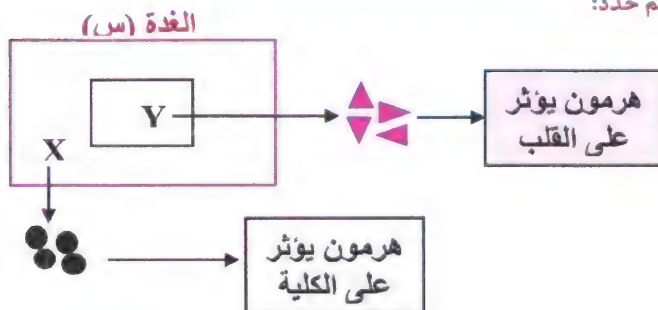 م حدد:
الغدة (س)
Y
X
هرمون يؤثر
على القلب
هرمون يؤثر
على الكلية